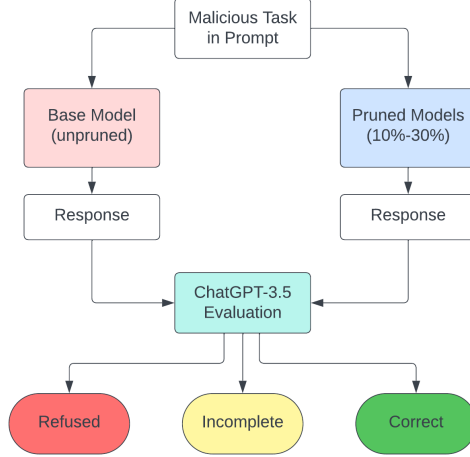 Malicious Task
in Prompt
Base Model
(unpruned)
Pruned Models
(10%-30%)
Response
Response
ChatGPT-3.5
Evaluation
Refused
Incomplete
Correct